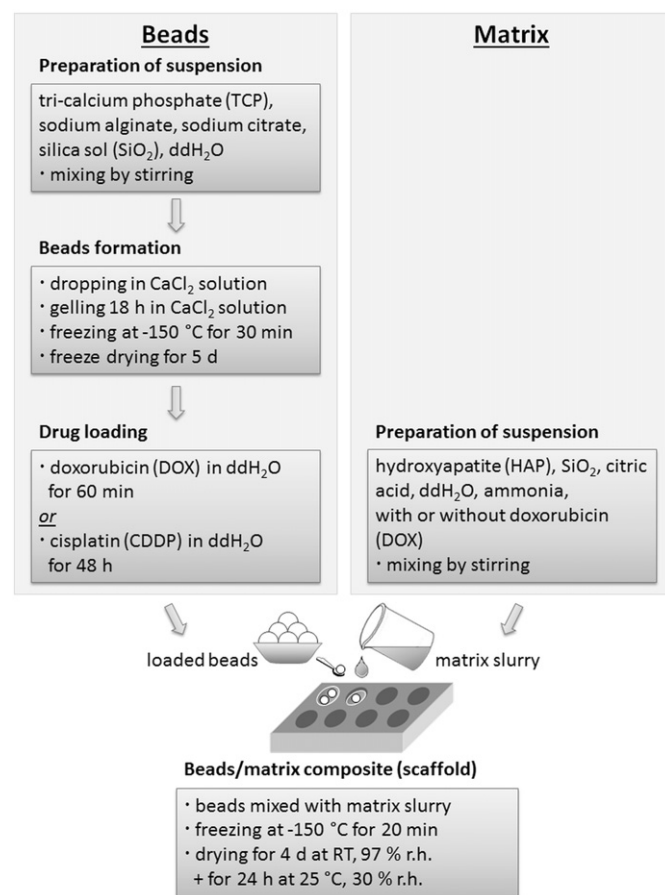 Beads
Preparation of suspension
tri-calcium phosphate (TCP),
sodium alginate, sodium citrate,
silica sol (SiO₂), ddH₂O
· mixing by stirring
Beads formation
· dropping in CaCl₂ solution
· gelling 18 h in CaCl₂ solution
· freezing at -150 °C for 30 min
· freeze drying for 5 d
Drug loading
· doxorubicin (DOX) in ddH₂O
for 60 min
or
· cisplatin (CDDP) in ddH₂O
for 48 h
Matrix
Preparation of suspension
hydroxyapatite (HAP), SiO₂, citric
acid, ddH₂O, ammonia,
with or without doxorubicin
(DOX)
· mixing by stirring
loaded beads
matrix slurry
Beads/matrix composite (scaffold)
· beads mixed with matrix slurry
· freezing at -150 °C for 20 min
· drying for 4 d at RT, 97 % r.h.
+ for 24 h at 25 °C, 30 % r.h.